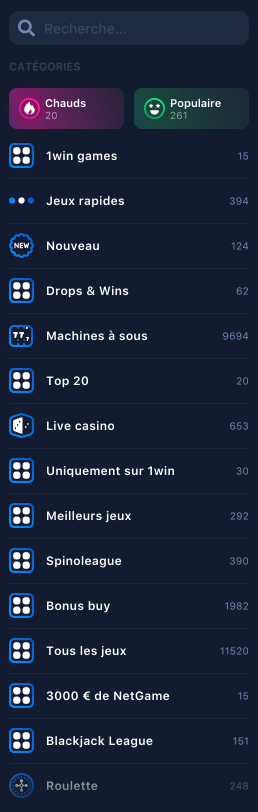 Recherche...
CATÉGORIES
Chauds
20
Populaire
261
1win games 15
Jeux rapides 394
NEW Nouveau 124
Drops & Wins 62
77, Machines à sous 9694
Top 20 20
Live casino 653
Uniquement sur 1win 30
Meilleurs jeux 292
Spinoleague 390
Bonus buy 1982
Tous les jeux 11520
3000 € de NetGame 15
Blackjack League 151
Roulette 248